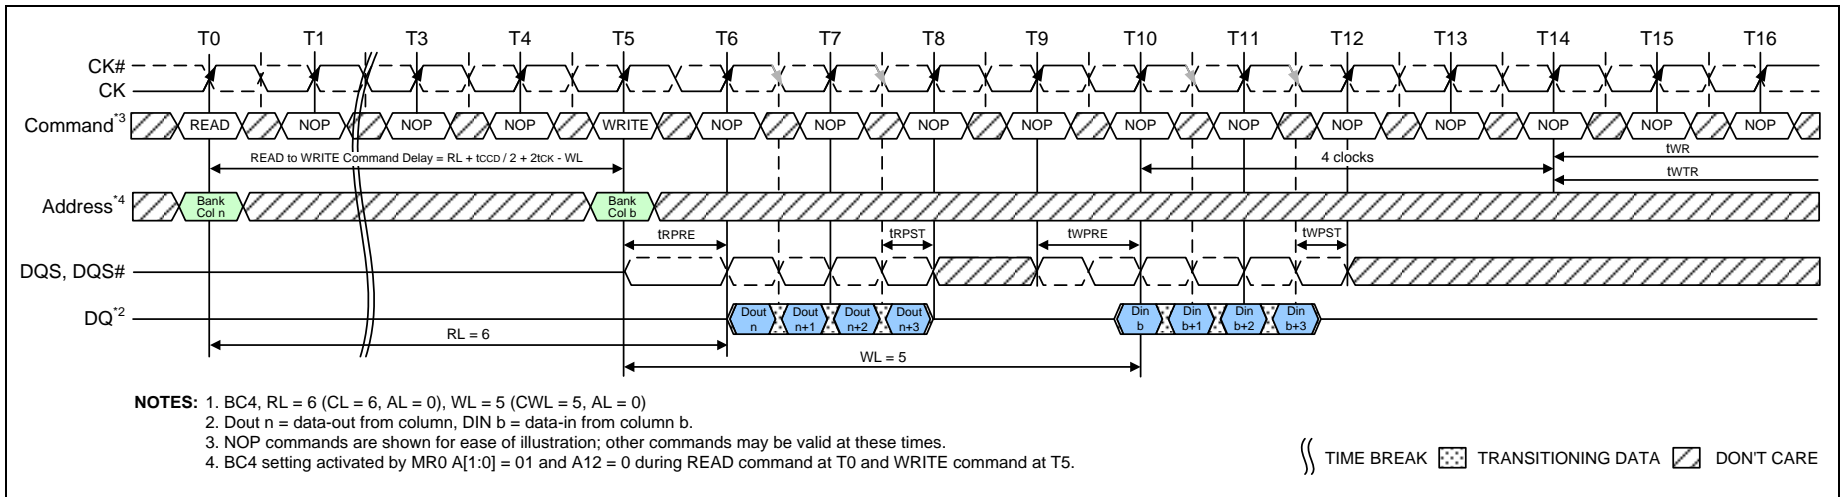 T0 T1 T3 T4 T5 T6 T7 T8 T9 T10 T11 T12 T13 T14 T15 T16
CK#
CK
Command*3 READ NOP NOP NOP WRITE NOP NOP NOP NOP NOP NOP NOP NOP NOP NOP NOP
READ to WRITE Command Delay = RL + tCCD / 2 + 2tCK - WL
4 clocks
tWR
tWTR
Address*4
Bank
Col n
Bank
Col b
tRPRE tRPST tWPRE tWPST
DQS, DQS#
DQ*2
Dout
n
Dout
n+1
Dout
n+2
Dout
n+3
Din
b
Din
b+1
Din
b+2
Din
b+3
RL = 6
WL = 5
NOTES: 1. BC4, RL = 6 (CL = 6, AL = 0), WL = 5 (CWL = 5, AL = 0)
2. Dout n = data-out from column, DIN b = data-in from column b.
3. NOP commands are shown for ease of illustration; other commands may be valid at these times.
4. BC4 setting activated by MR0 A[1:0] = 01 and A12 = 0 during READ command at T0 and WRITE command at T5.
TIME BREAK TRANSITIONING DATA DON'T CARE